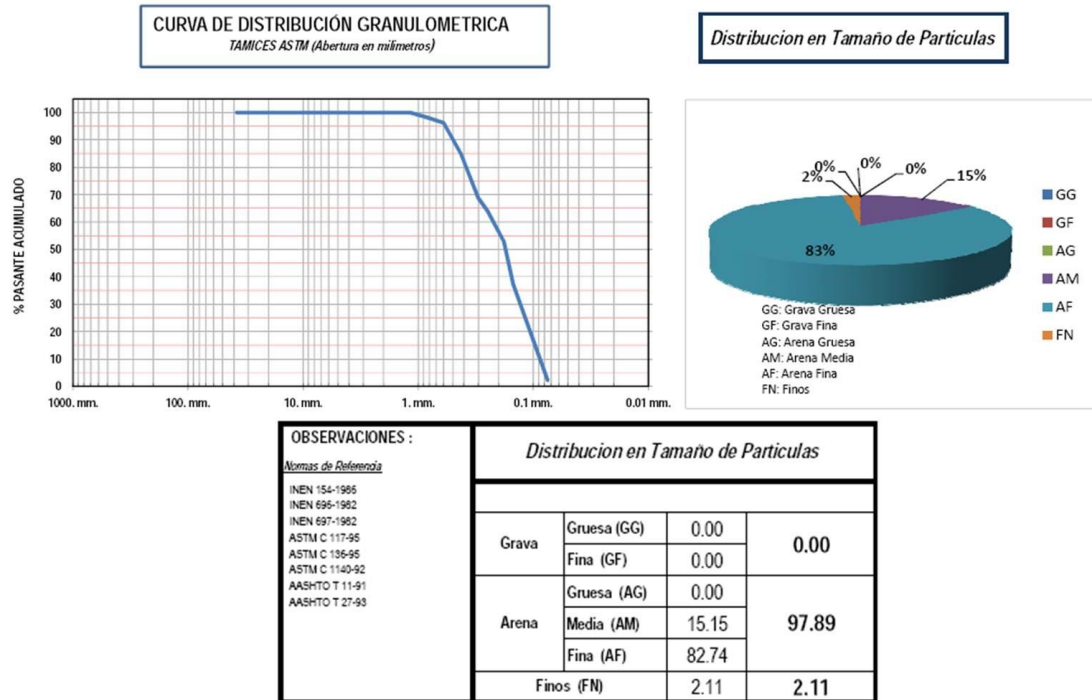 CURVA DE DISTRIBUCIÓN GRANULOMETRICA
TAMICES ASTM (Abertura en milimetros)
Distribucion en Tamaño de Particulas
% PASANTE ACUMULADO
100
90
80
70
60
50
40
30
20
10
0
1000. mm.
100. mm.
10. mm.
1. mm.
0.1 mm.
0.01 mm.
0%
0%
0%
2%
15%
83%
GG
GF
AG
AM
AF
FN
GG: Grava Gruesa
GF: Grava Fina
AG: Arena Gruesa
AM: Arena Media
AF: Arena Fina
FN: Finos
OBSERVACIONES :
Normas de Referencia
INEN 154-1986
INEN 696-1982
INEN 697-1982
ASTM C 117-95
ASTM C 136-95
ASTM C 1140-92
AASHTO T 11-91
AASHTO T 27-93
Distribucion en Tamaño de Particulas
Grava
Gruesa (GG) 0.00
0.00
Fina (GF) 0.00
Arena
Gruesa (AG) 0.00
Media (AM) 15.15
97.89
Fina (AF) 82.74
Finos (FN) 2.11 2.11